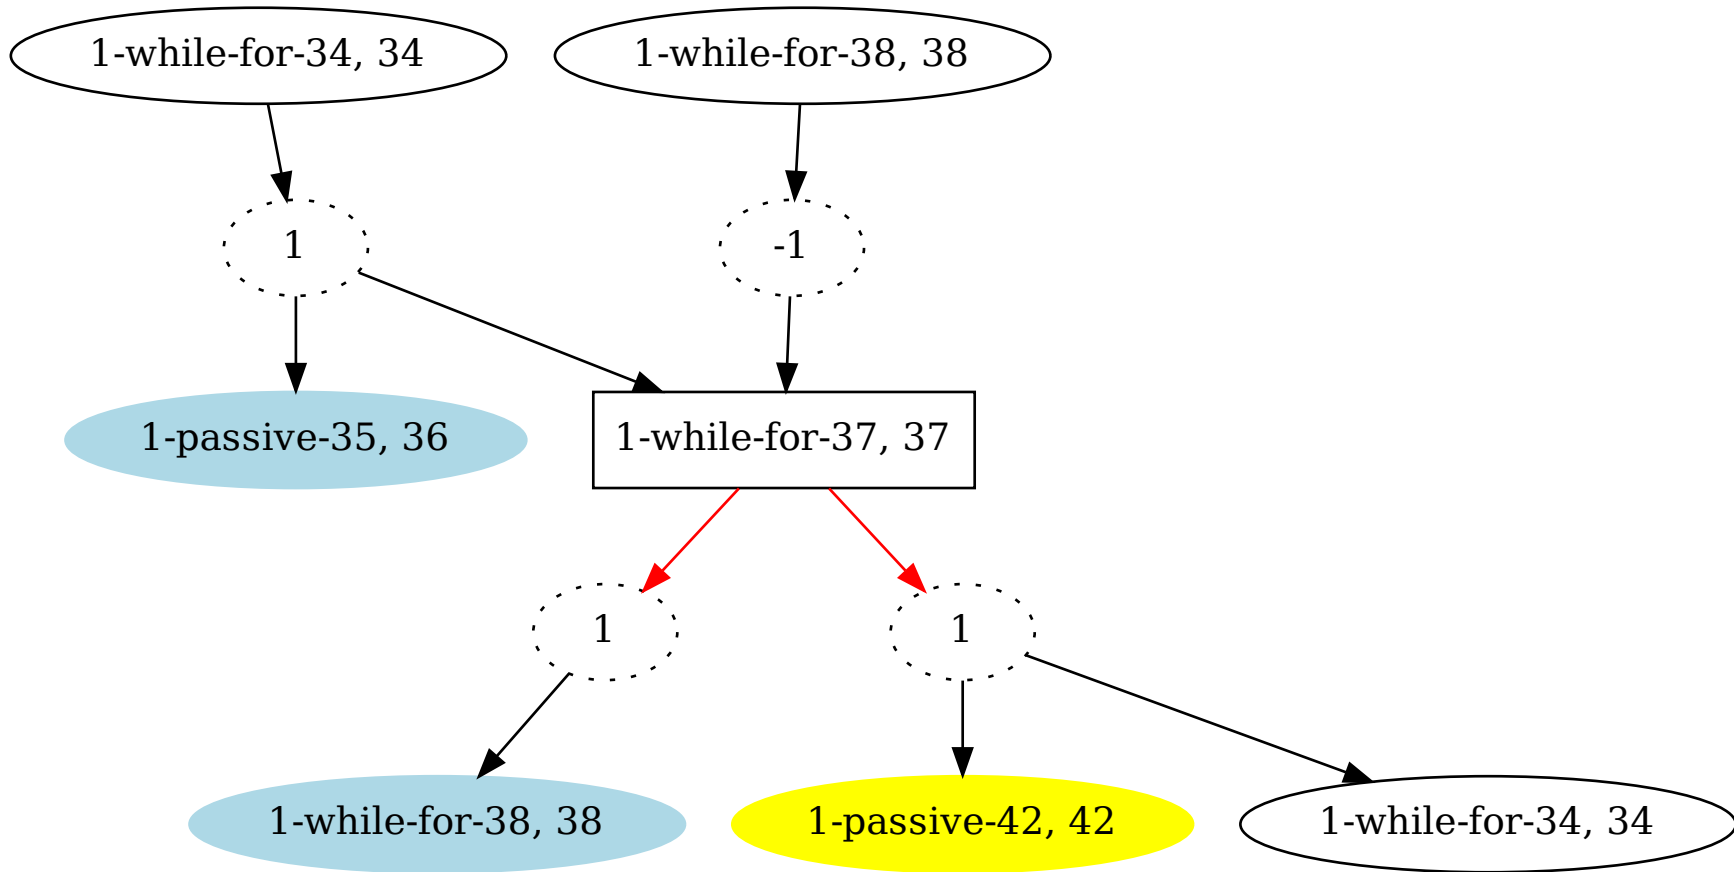 1-while-for-34, 34
1-while-for-38, 38
1
-1
1-passive-35, 36
1-while-for-37, 37
1
1
1-while-for-38, 38
1-passive-42, 42
1-while-for-34, 34